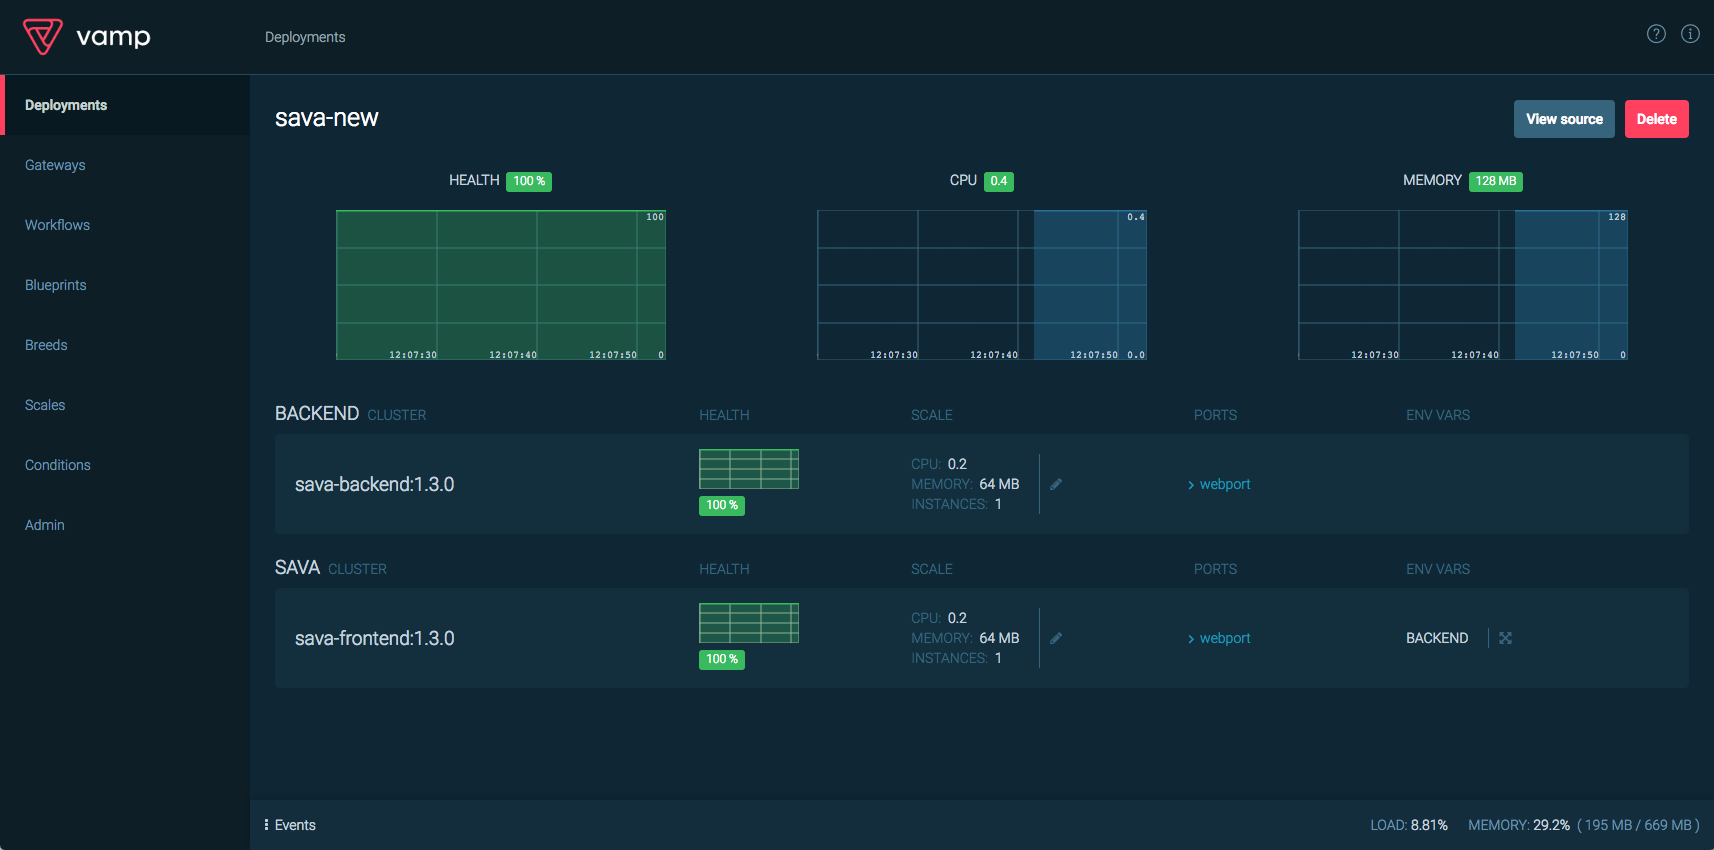 vamp
Deployments
Deployments
Gateways
Workflows
Blueprints
Breeds
Scales
Conditions
Admin
sava-new
View source
Delete
HEALTH 100 %
CPU 0.4
MEMORY 128 MB
100
12:07:30 12:07:40 12:07:50 0
0.4
12:07:30 12:07:40 12:07:50 0.0
128
12:07:30 12:07:40 12:07:50 0
BACKEND CLUSTER HEALTH SCALE PORTS ENV VARS
sava-backend:1.3.0
100 %
CPU: 0.2
MEMORY: 64 MB
INSTANCES: 1
> webport
SAVA CLUSTER HEALTH SCALE PORTS ENV VARS
sava-frontend:1.3.0
100 %
CPU: 0.2
MEMORY: 64 MB
INSTANCES: 1
> webport
BACKEND
Events
LOAD: 8.81% MEMORY: 29.2% ( 195 MB / 669 MB )